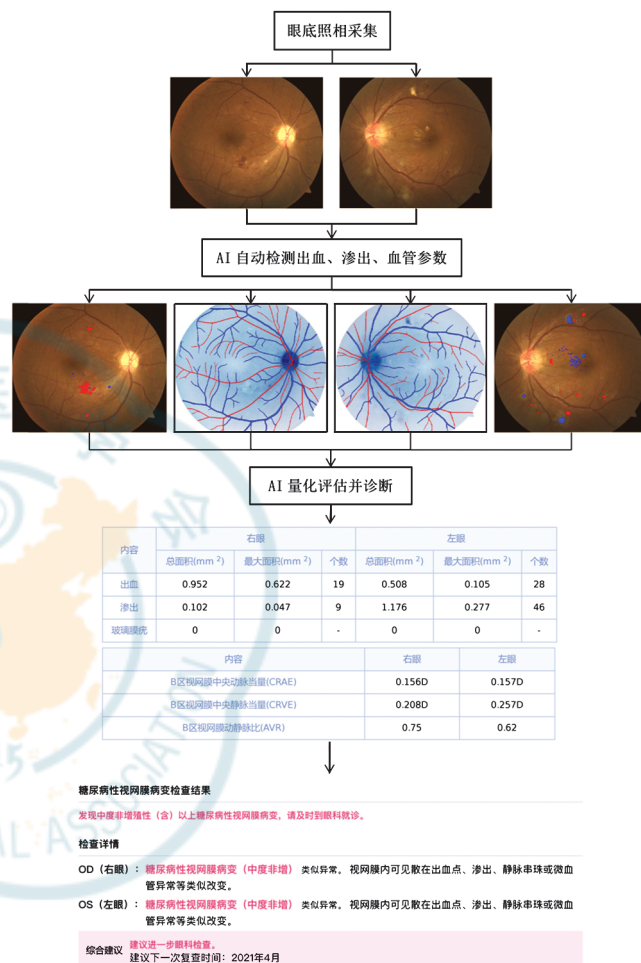 眼底照相采集
AI 自动检测出血、渗出、血管参数
AI 量化评估并诊断
内容 右眼 左眼
总面积(mm ²) 最大面积(mm ²) 个数 总面积(mm ²) 最大面积(mm ²) 个数
出血 0.952 0.622 19 0.508 0.105 28
渗出 0.102 0.047 9 1.176 0.277 46
玻璃膜疣 0 0 - 0 0 -
内容 右眼 左眼
B区视网膜中央动脉当量(CRAE) 0.156D 0.157D
B区视网膜中央静脉当量(CRVE) 0.208D 0.257D
B区视网膜动静脉比(AVR) 0.75 0.62
糖尿病性视网膜病变检查结果
发现中度非增殖性（含）以上糖尿病性视网膜病变，请及时到眼科就诊。
检查详情
OD（右眼）： 糖尿病性视网膜病变（中度非增） 类似异常。 视网膜内可见散在出血点、渗出、静脉串珠或微血
管异常等类似改变。
OS（左眼）： 糖尿病性视网膜病变（中度非增） 类似异常。 视网膜内可见散在出血点、渗出、静脉串珠或微血
管异常等类似改变。
综合建议 建议进一步眼科检查。
建议下一次复查时间：2021年4月
ASSOCIATION